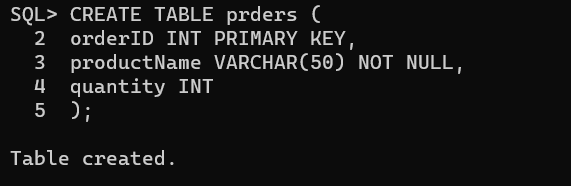 SQL> CREATE TABLE prders (
2 orderID INT PRIMARY KEY,
3 productName VARCHAR(50) NOT NULL,
4 quantity INT
5 );
Table created.